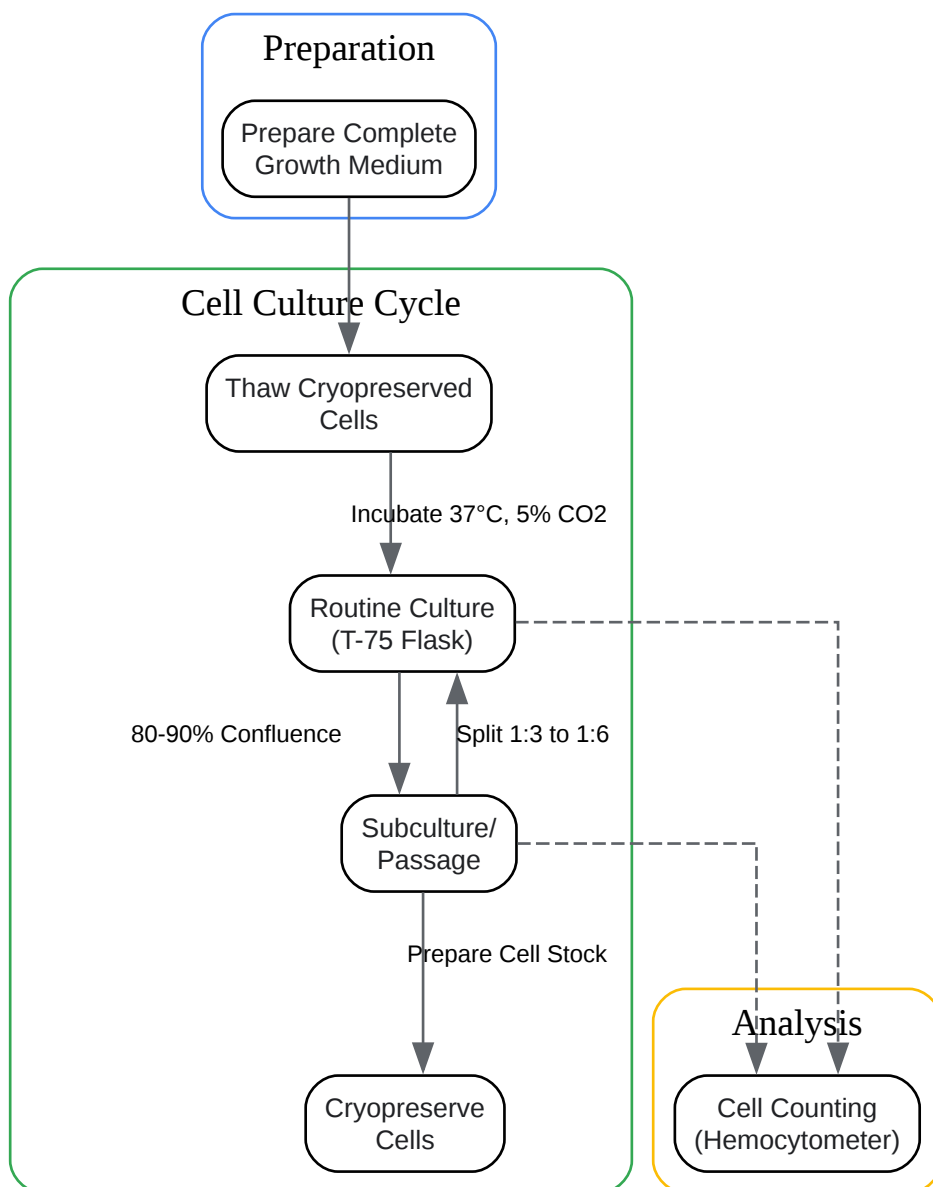 Preparation
Prepare Complete
Growth Medium
Cell Culture Cycle
Thaw Cryopreserved
Cells
Incubate 37°C, 5% CO2
Routine Culture
(T-75 Flask)
80-90% Confluence
Split 1:3 to 1:6
Subculture/
Passage
Prepare Cell Stock
Analysis
Cryopreserve
Cells
Cell Counting
(Hemocytometer)